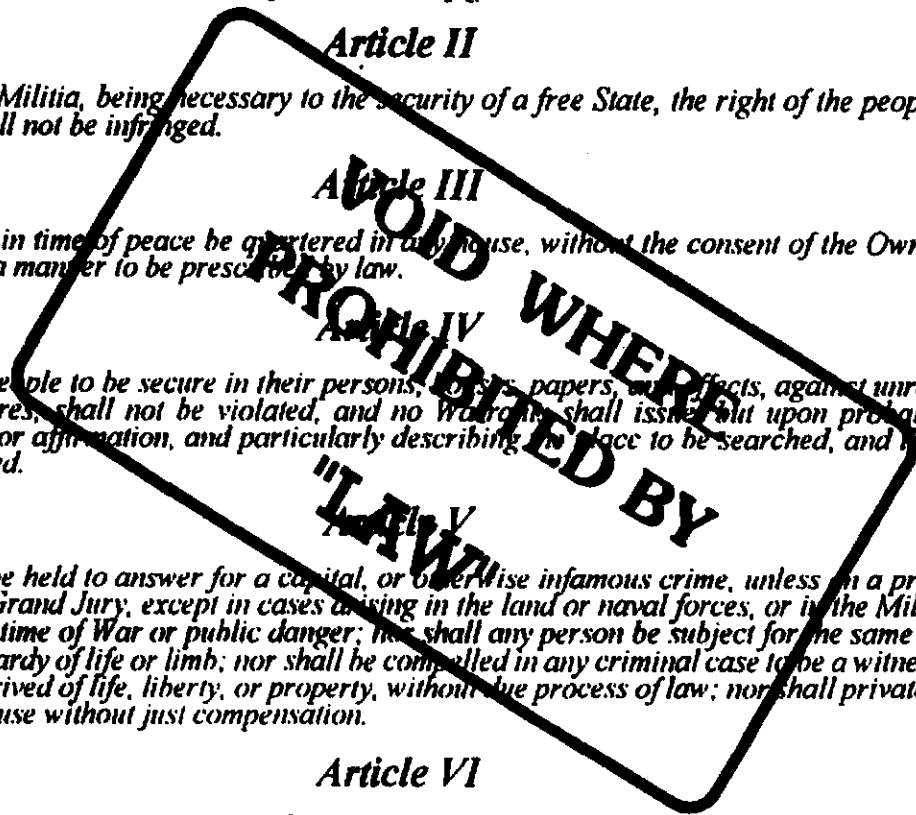 Article II
Militia, being necessary to the security of a free State, the right of the peop
ll not be infringed.
Article III
in time of peace be quartered in any house, without the consent of the Own
a manner to be prescribed by law.
Article IV
eople to be secure in their persons, houses, papers, and effects, against unr
res, shall not be violated, and no Warrants shall issue, but upon proba
or affirmation, and particularly describing the place to be searched, and
ed.
Article V
be held to answer for a capital, or otherwise infamous crime, unless on a pr
Grand Jury, except in cases arising in the land or naval forces, or in the Mil
time of War or public danger; nor shall any person be subject for the same
ardy of life or limb; nor shall be compelled in any criminal case to be a witne
rived of life, liberty, or property, without due process of law; nor shall privat
use without just compensation.
Article VI
VOID WHERE
PROHIBITED BY
"LAW"